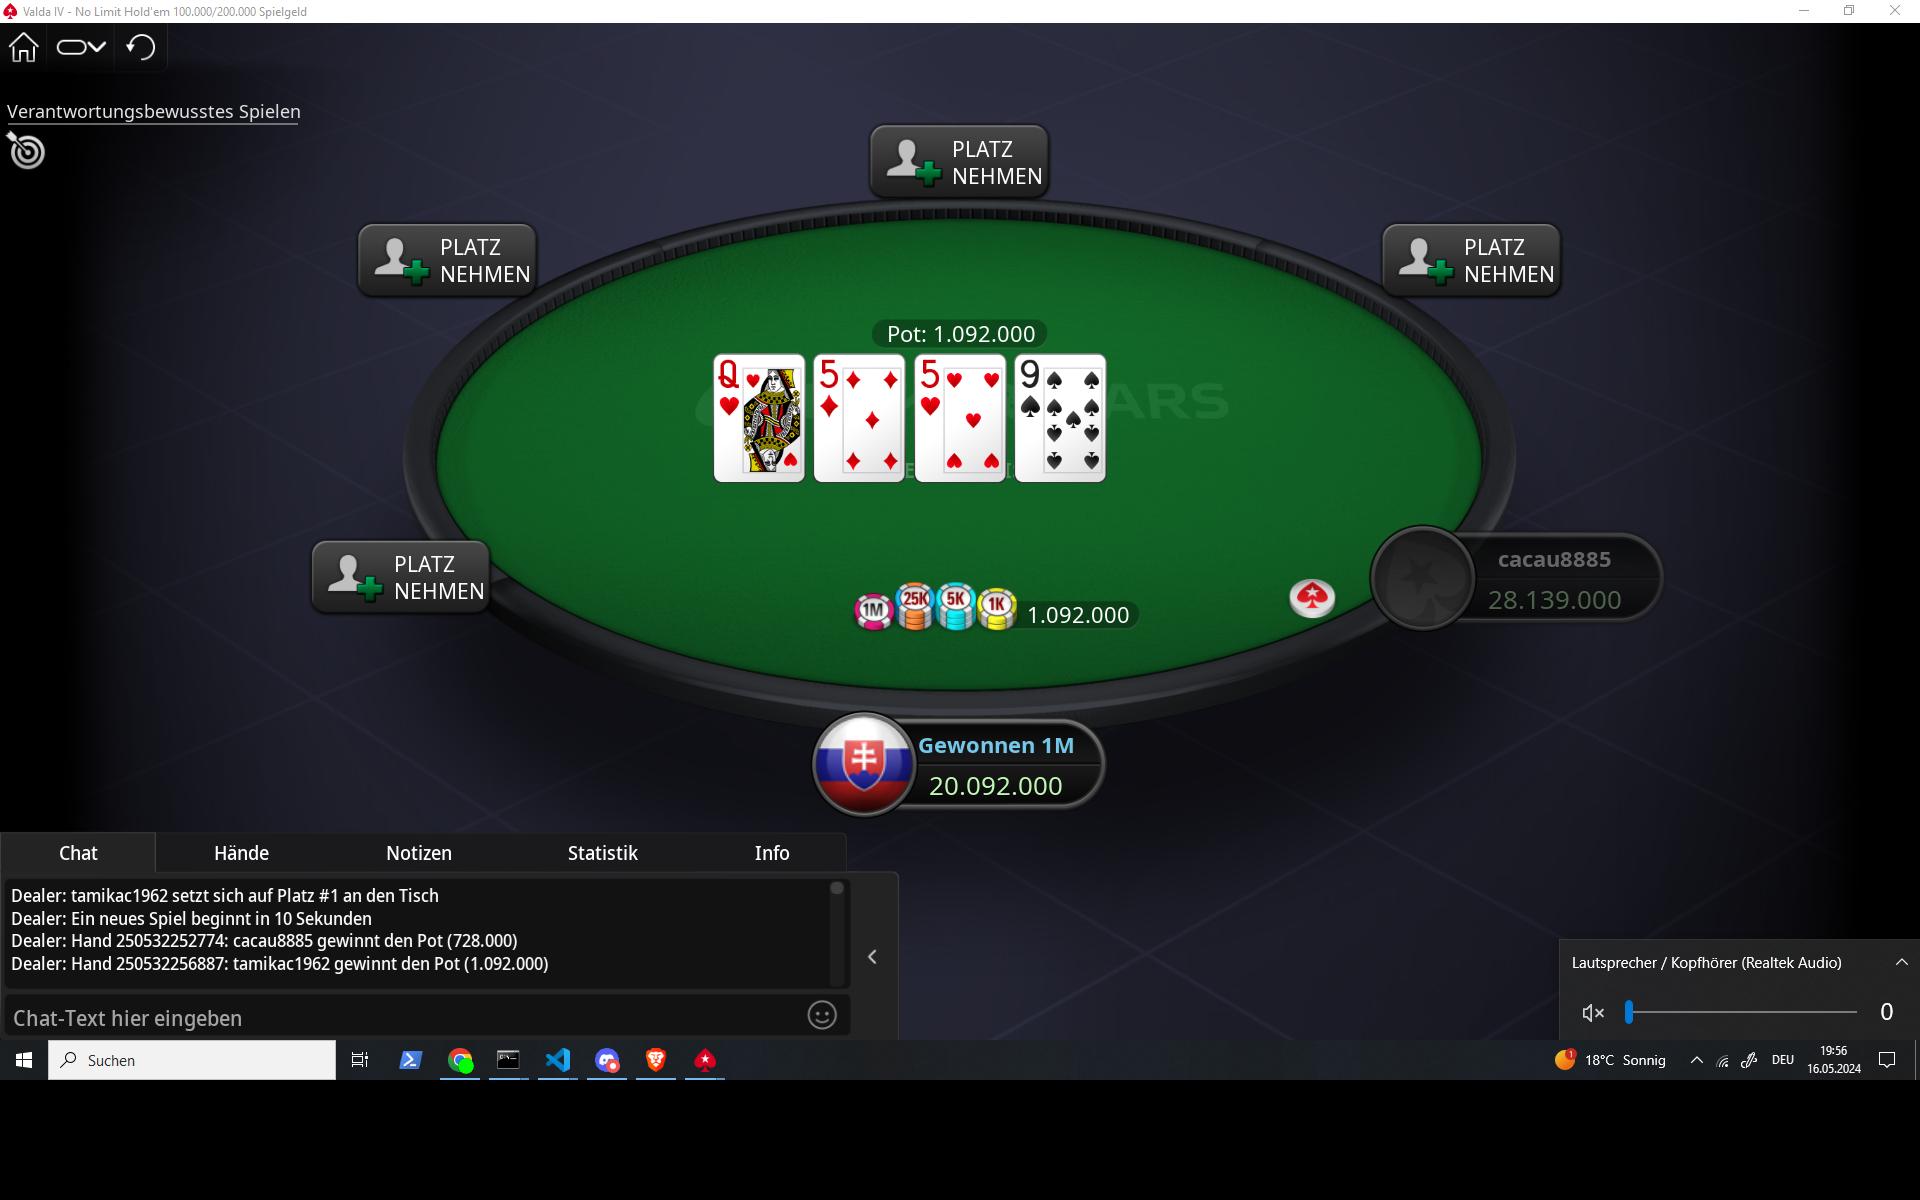 Valda IV - No Limit Hold'em 100.000/200.000 Spielgeld
Verantwortungsbewusstes Spielen
PLATZ
NEHMEN
PLATZ
NEHMEN
PLATZ
NEHMEN
Pot: 1.092.000
Q
5
5
9
ARS
PLATZ
NEHMEN
cacau8885
28.139.000
1M
25K
5K
1K
1.092.000
Gewonnen 1M
20.092.000
Chat
Hände
Notizen
Statistik
Info
Dealer: tamikac1962 setzt sich auf Platz #1 an den Tisch
Dealer: Ein neues Spiel beginnt in 10 Sekunden
Dealer: Hand 250532252774: cacau8885 gewinnt den Pot (728.000)
Dealer: Hand 250532256887: tamikac1962 gewinnt den Pot (1.092.000)
Chat-Text hier eingeben
Lautsprecher / Kopfhörer (Realtek Audio)
0
Suchen
1
18°C Sonnig
DEU
19:56
16.05.2024